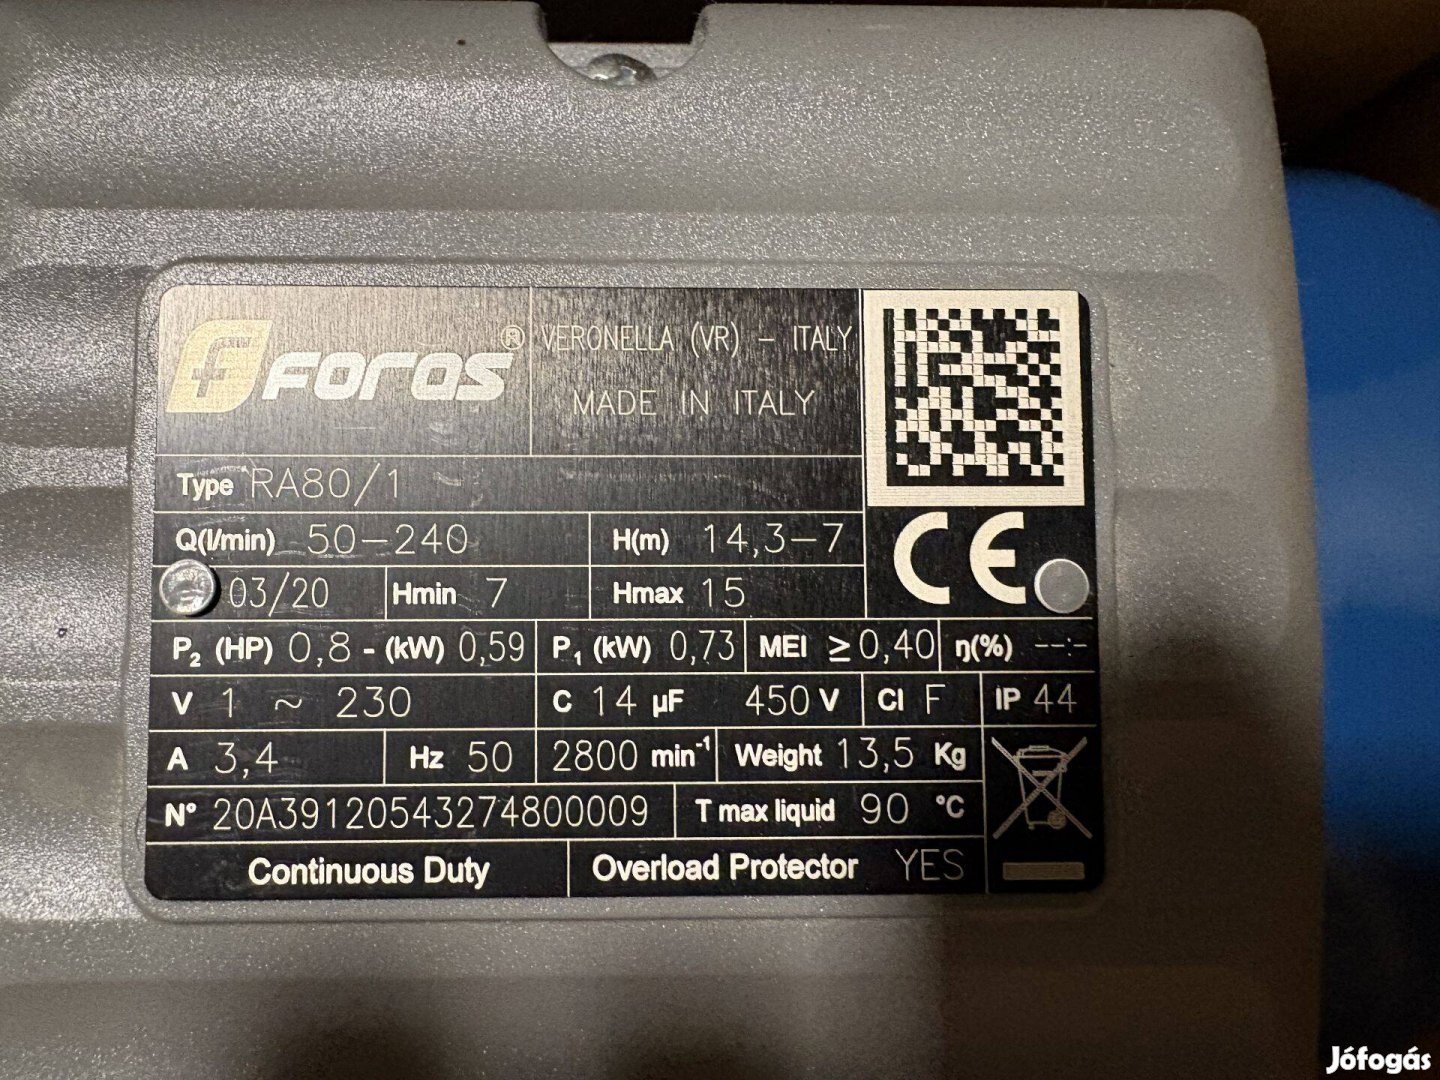 foras® VERONELLA (VR) - ITALY
MADE IN ITALY
Type RA80/1
Q(l/min) 50-240 H(m) 14,3-7
CE
03/20 Hmin 7 Hmax 15
P2 (HP) 0,8 - (kW) 0,59 P1 (kW) 0,73 MEI ≥ 0,40 η(%) --:-
V 1 ~ 230 C 14 µF 450 V Cl F IP 44
A 3,4 Hz 50 2800 min-1 Weight 13,5 Kg
N° 20A39120543274800009 T max liquid 90 °C
Continuous Duty Overload Protector YES
Jófogás